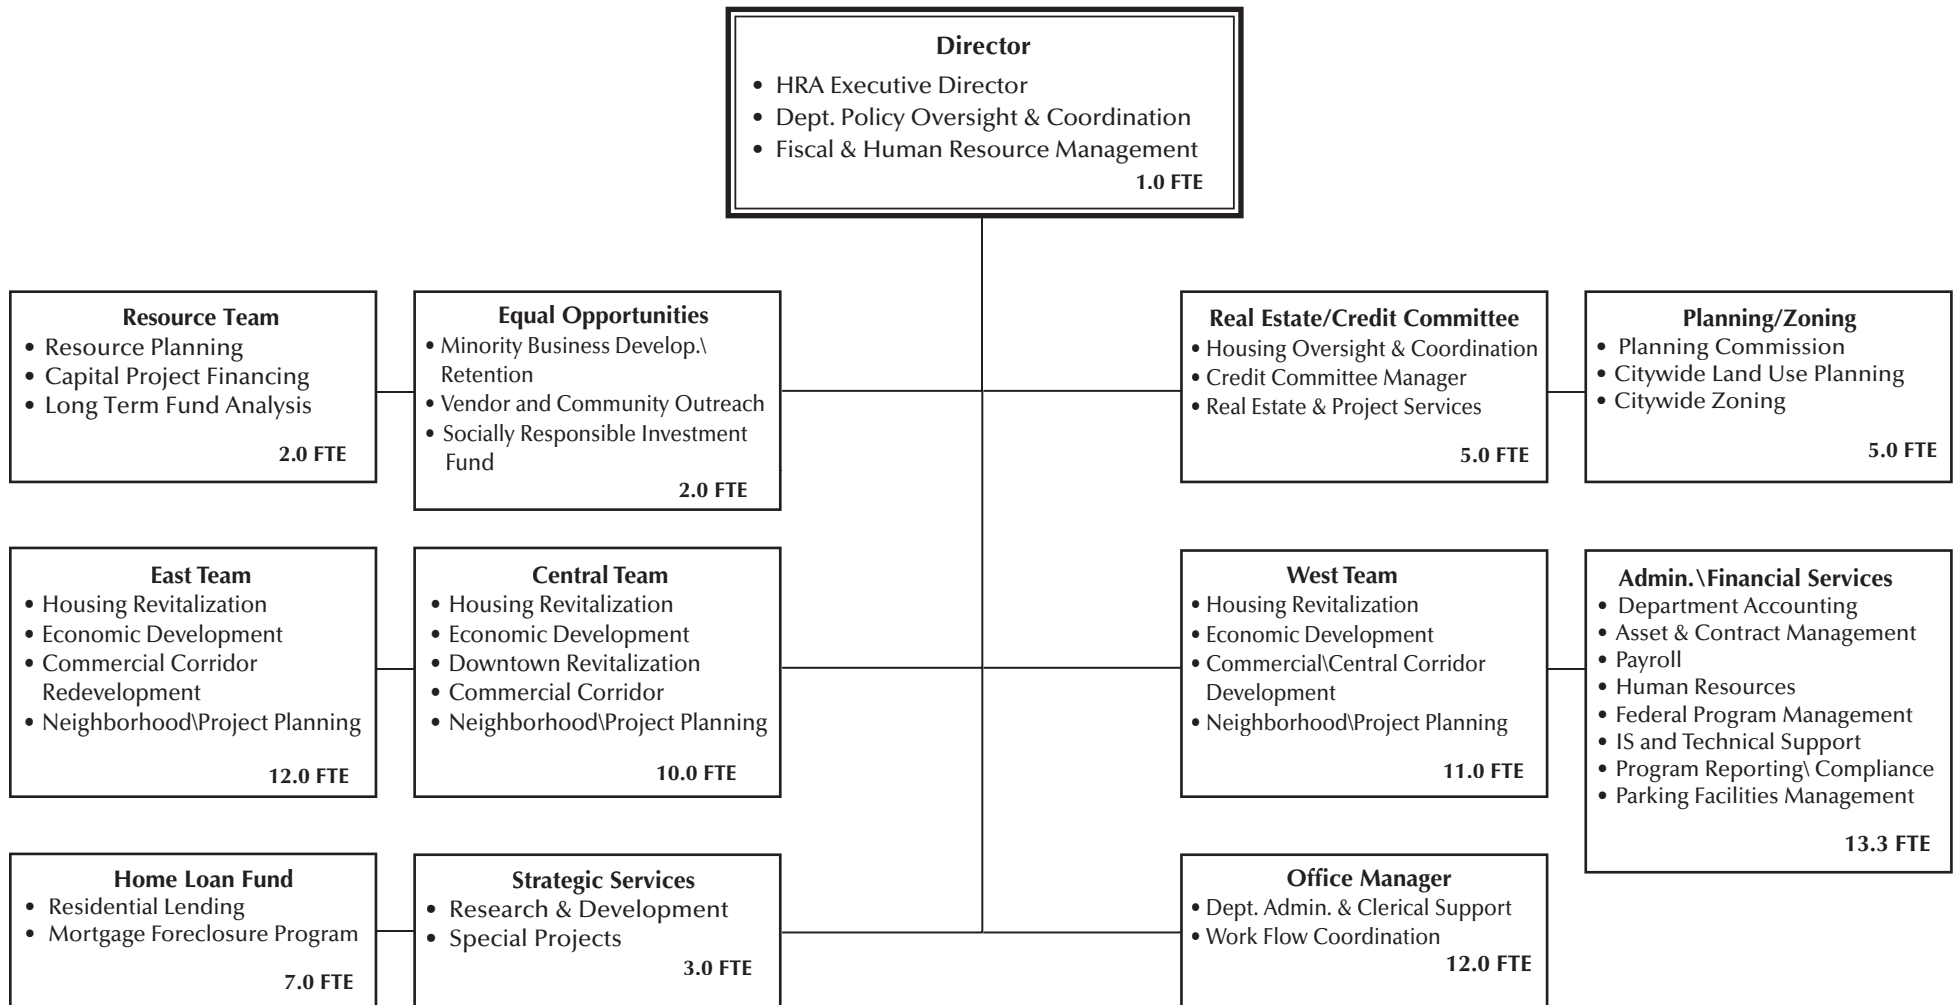 Director
• HRA Executive Director
• Dept. Policy Oversight & Coordination
• Fiscal & Human Resource Management
1.0 FTE
Resource Team
• Resource Planning
• Capital Project Financing
• Long Term Fund Analysis
2.0 FTE
Equal Opportunities
• Minority Business Develop.\
Retention
• Vendor and Community Outreach
• Socially Responsible Investment
Fund
2.0 FTE
Real Estate/Credit Committee
• Housing Oversight & Coordination
• Credit Committee Manager
• Real Estate & Project Services
5.0 FTE
Planning/Zoning
• Planning Commission
• Citywide Land Use Planning
• Citywide Zoning
5.0 FTE
East Team
• Housing Revitalization
• Economic Development
• Commercial Corridor
Redevelopment
• Neighborhood\Project Planning
12.0 FTE
Central Team
• Housing Revitalization
• Economic Development
• Downtown Revitalization
• Commercial Corridor
• Neighborhood\Project Planning
10.0 FTE
West Team
• Housing Revitalization
• Economic Development
• Commercial\Central Corridor
Development
• Neighborhood\Project Planning
11.0 FTE
Admin.\Financial Services
• Department Accounting
• Asset & Contract Management
• Payroll
• Human Resources
• Federal Program Management
• IS and Technical Support
• Program Reporting\ Compliance
• Parking Facilities Management
13.3 FTE
Home Loan Fund
• Residential Lending
• Mortgage Foreclosure Program
7.0 FTE
Strategic Services
• Research & Development
• Special Projects
3.0 FTE
Office Manager
• Dept. Admin. & Clerical Support
• Work Flow Coordination
12.0 FTE